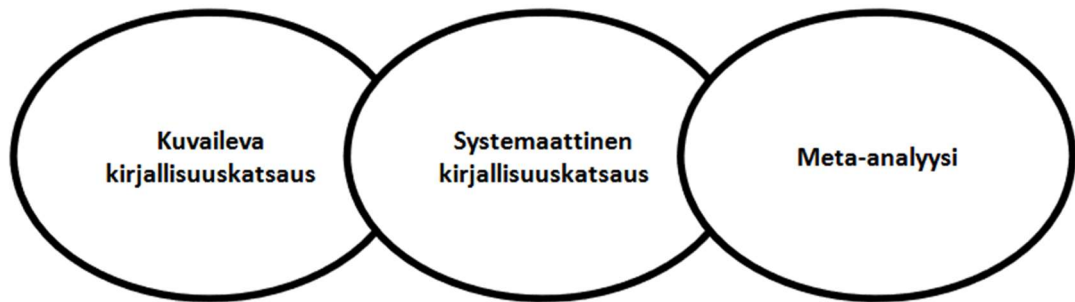 Kuvaileva
kirjallisuuskatsaus
Systemaattinen
kirjallisuuskatsaus
Meta-analyysi